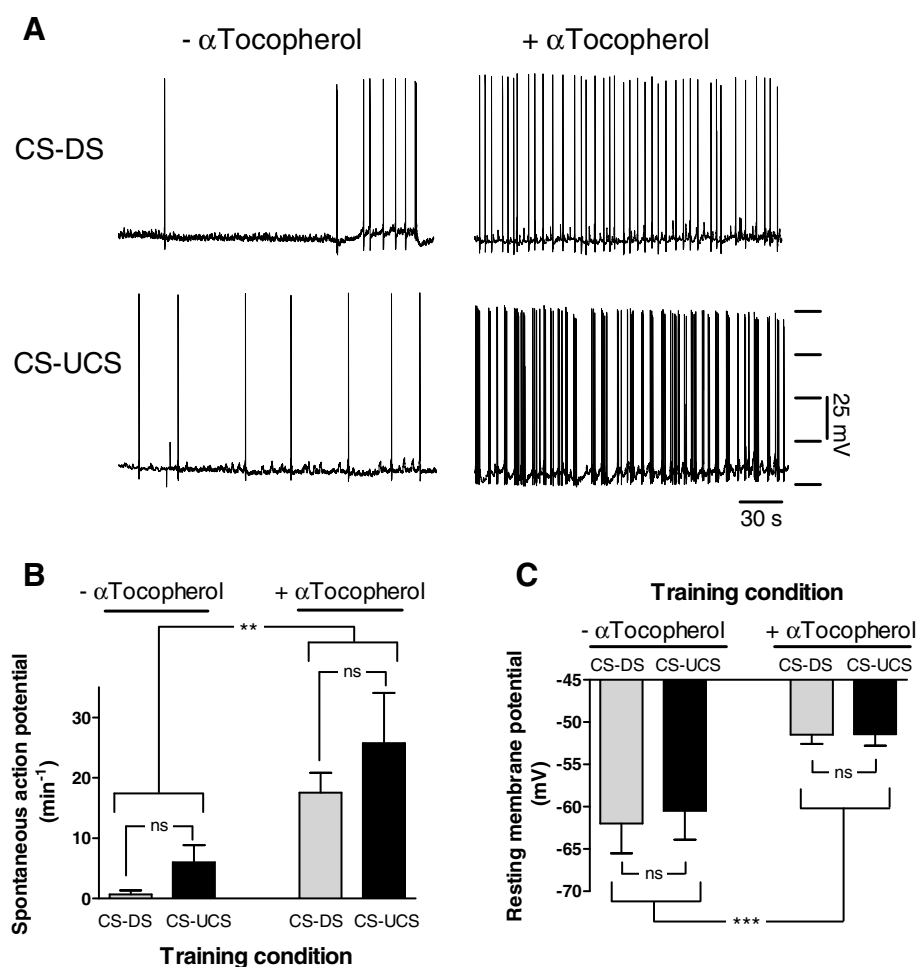 A
- αTocopherol
+ αTocopherol
CS-DS
CS-UCS
25 mV
30 s
B
- αTocopherol
+ αTocopherol
**
ns
ns
Spontaneous action potential
(min⁻¹)
30
20
10
0
CS-DS
CS-UCS
CS-DS
CS-UCS
Training condition
C
Training condition
- αTocopherol
+ αTocopherol
CS-DS
CS-UCS
CS-DS
CS-UCS
Resting membrane potential
(mV)
-45
-50
-55
-60
-65
-70
ns
ns
***